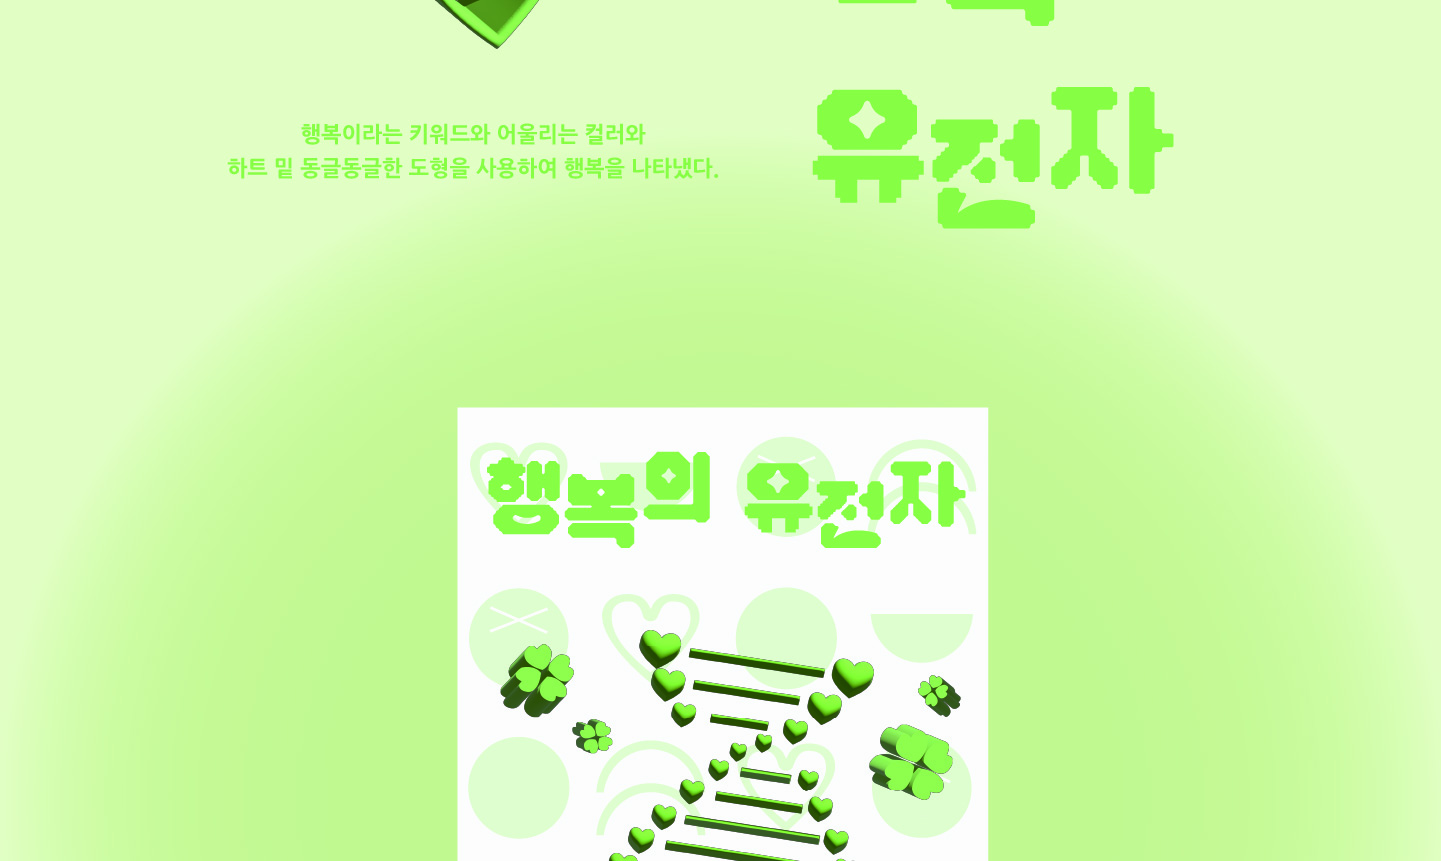 행복이라는 키워드와 어울리는 컬러와
하트 밑 동글동글한 도형을 사용하여 행복을 나타냈다.
유전자
행복의 유전자